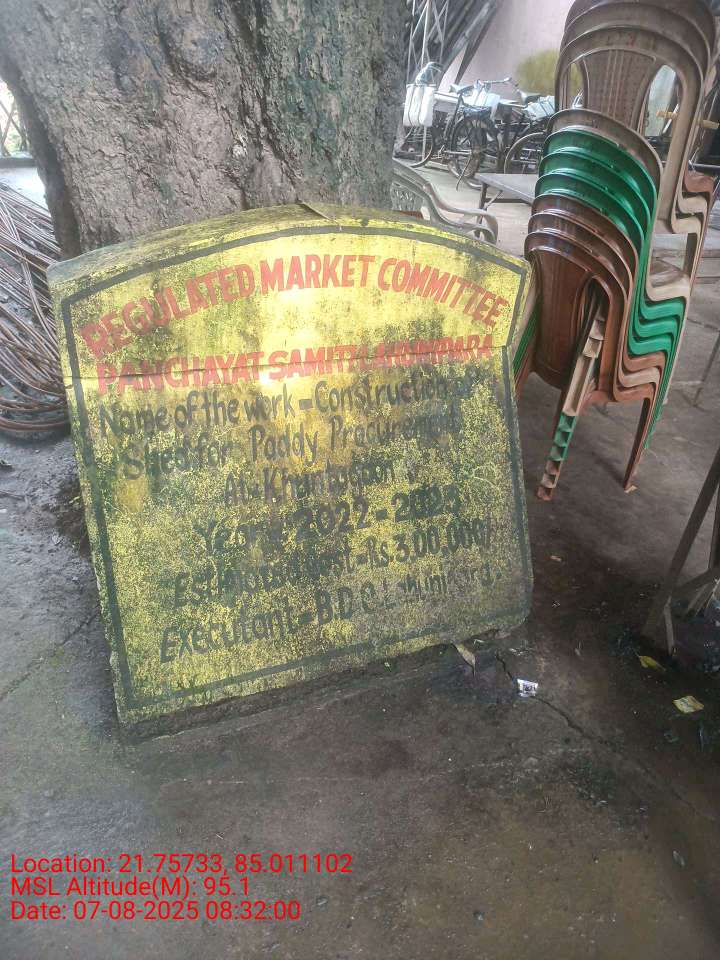 REGULATED MARKET COMMITTEE
PANCHAYAT SAMITY LAHUNIPARA
Name of the work = Construction of
Shed for Paddy Procurement
At = Khuntagaon
Year = 2022 - 2023
Estimated Cost = Rs 3,00,000/
Executant = B.D.O. Lahunipara.
Location: 21.75733, 85.011102
MSL Altitude(M): 95.1
Date: 07-08-2025 08:32:00